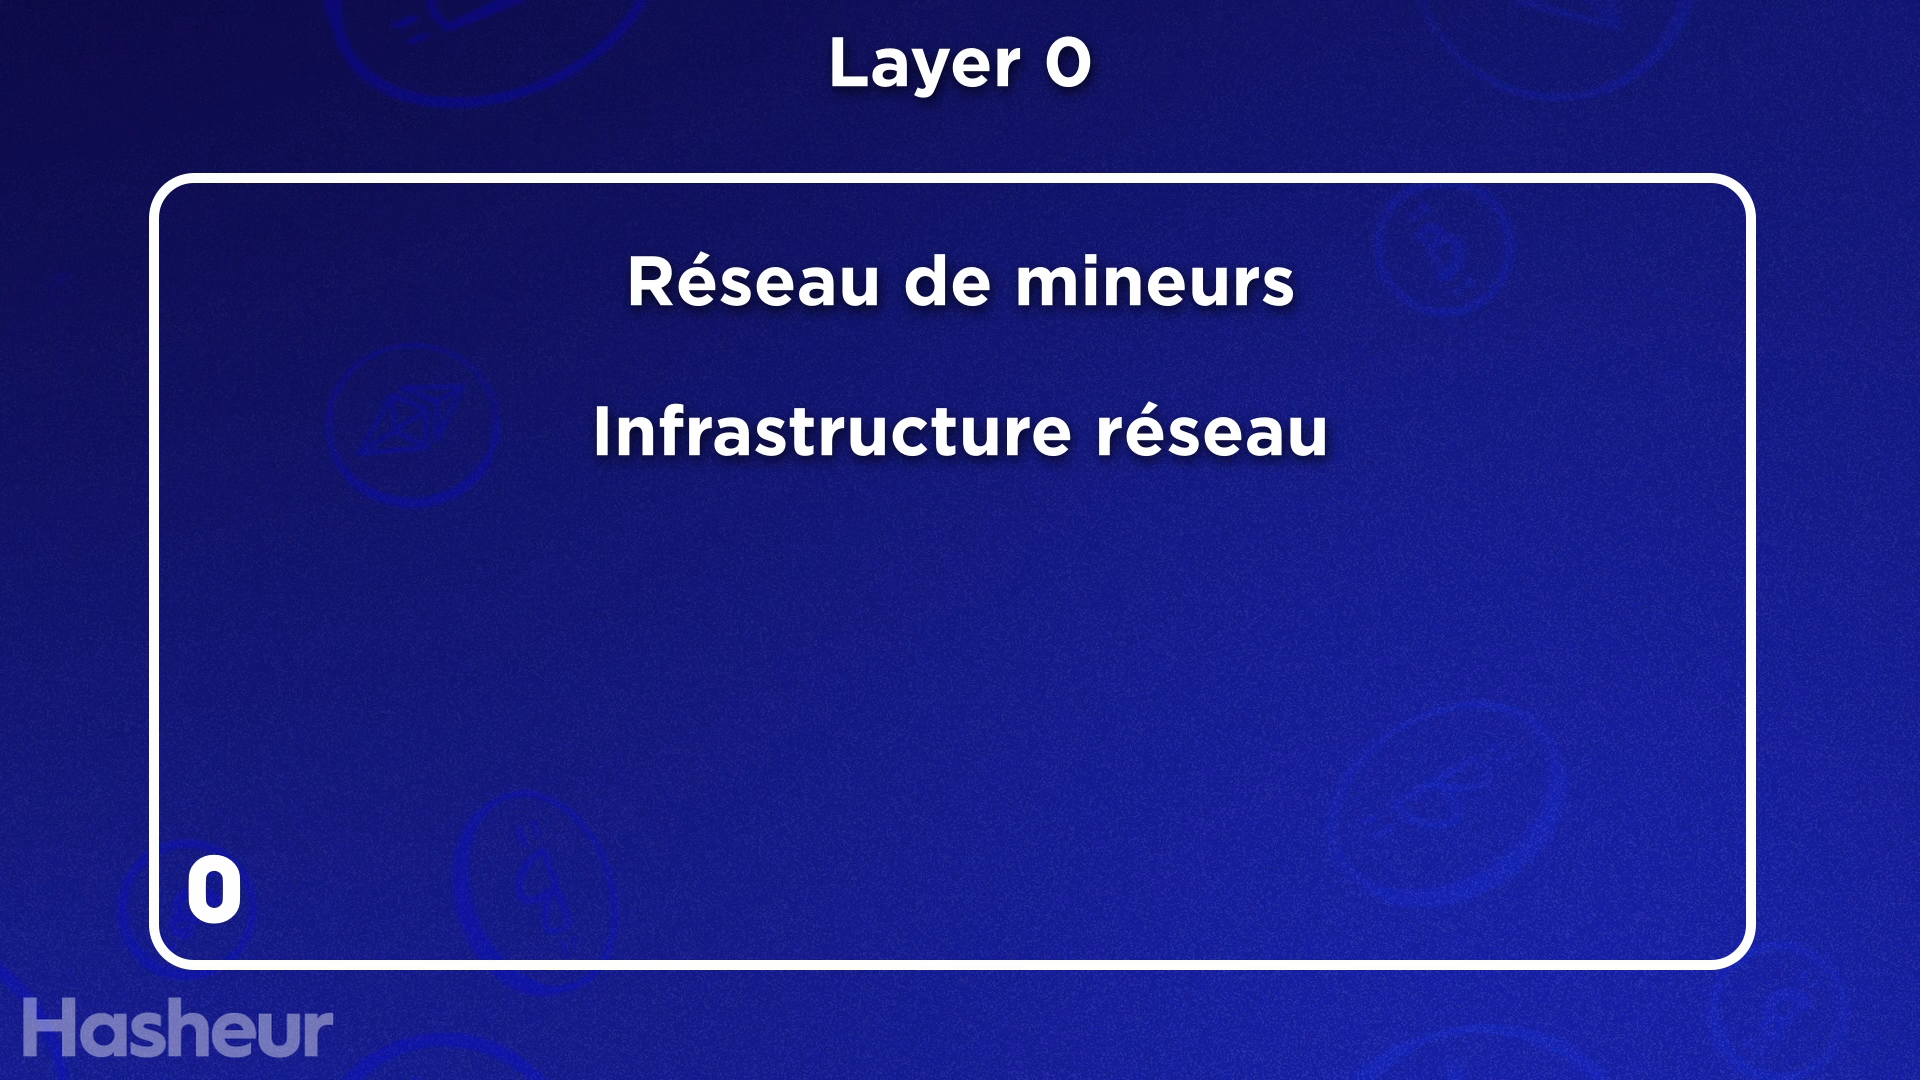 Layer 0
Réseau de mineurs
Infrastructure réseau
0
Hasheur